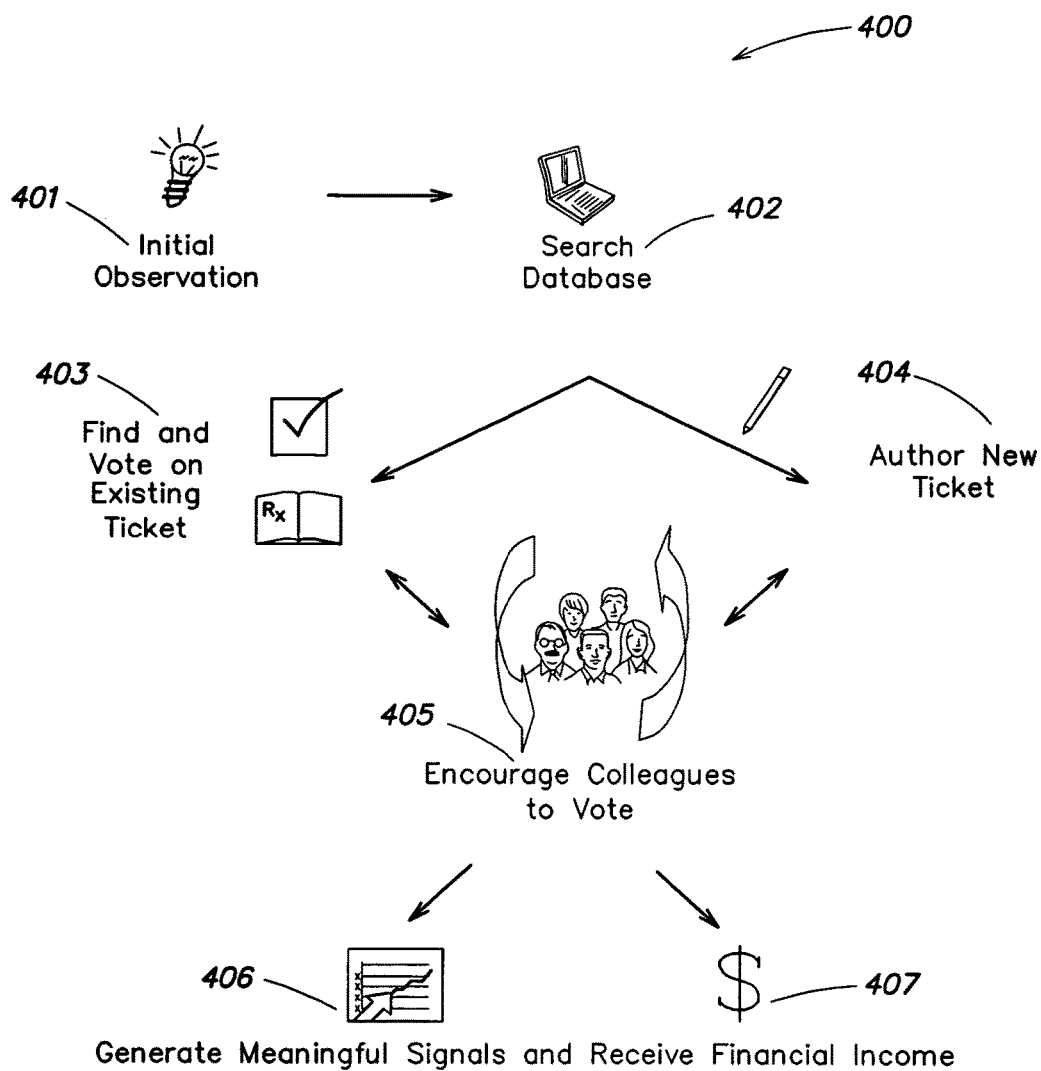 400
401
Initial
Observation
402
Search
Database
403
Find and
Vote on
Existing
Ticket
Rx
404
Author New
Ticket
405
Encourage Colleagues
to Vote
406
$
407
Generate Meaningful Signals and Receive Financial Income